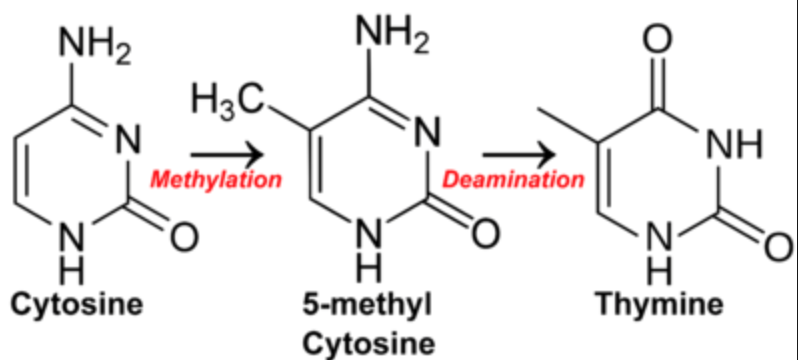 NH₂
N
O
N
H
Cytosine
Methylation
NH₂
H₃C
N
O
N
H
5-methyl
Cytosine
Deamination
O
NH
O
N
H
Thymine